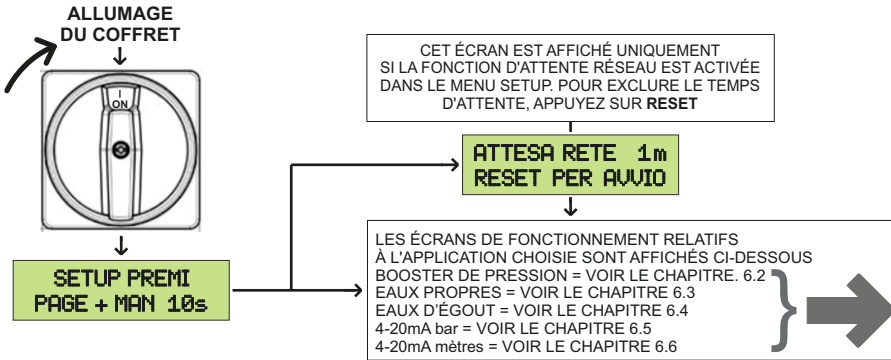 ALLUMAGE
DU COFFRET
I
ON
SETUP PREMI
PAGE + MAN 10s
CET ÉCRAN EST AFFICHÉ UNIQUEMENT
SI LA FONCTION D'ATTENTE RÉSEAU EST ACTIVÉE
DANS LE MENU SETUP. POUR EXCLURE LE TEMPS
D'ATTENTE, APPUYEZ SUR RESET
ATTESA RETE 1m
RESET PER AVVIO
LES ÉCRANS DE FONCTIONNEMENT RELATIFS
À L'APPLICATION CHOISIE SONT AFFICHÉS CI-DESSOUS
BOOSTER DE PRESSION = VOIR LE CHAPITRE. 6.2
EAUX PROPRES = VOIR LE CHAPITRE 6.3
EAUX D'ÉGOUT = VOIR LE CHAPITRE 6.4
4-20mA bar = VOIR LE CHAPITRE 6.5
4-20mA mètres = VOIR LE CHAPITRE 6.6